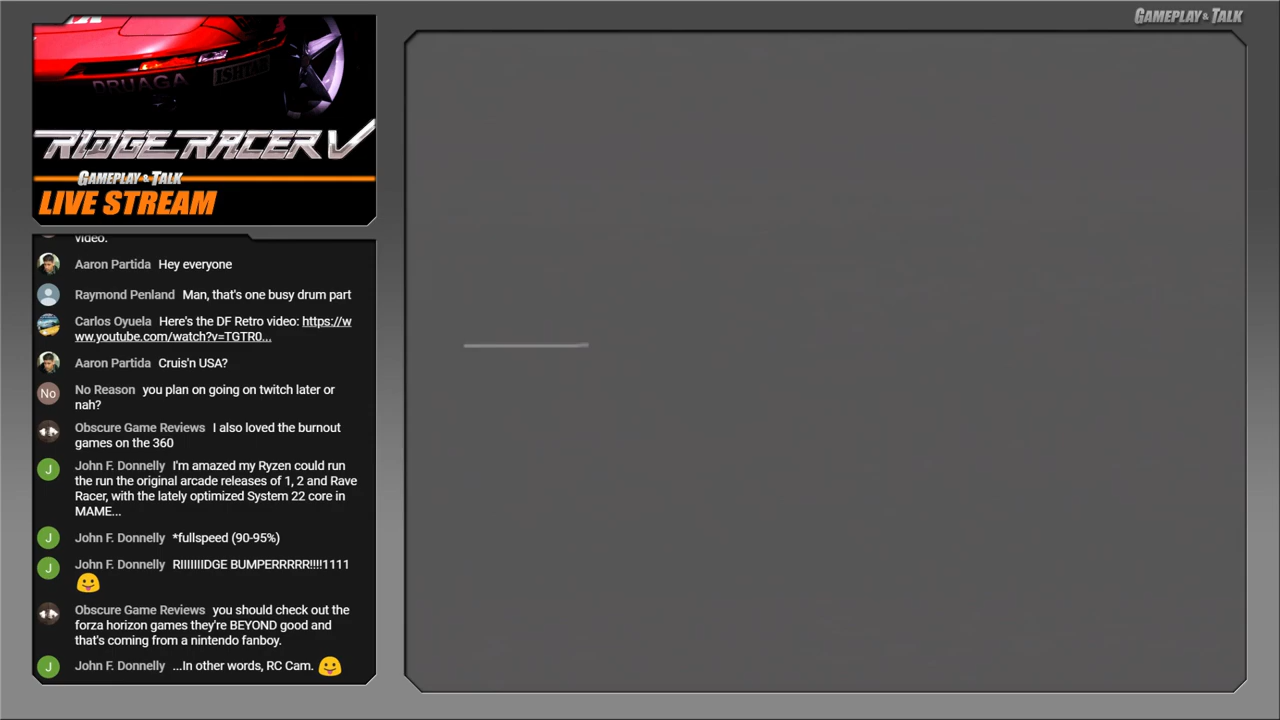 GAMEPLAY & TALK
DRUAGA
ISHTAR
RIDGE RACER V
GAMEPLAY & TALK
LIVE STREAM
video.
Aaron Partida Hey everyone
Raymond Penland Man, that's one busy drum part
Carlos Oyuela Here's the DF Retro video: https://w
ww.youtube.com/watch?v=TGTR0...
Aaron Partida Cruis'n USA?
No
No Reason you plan on going on twitch later or
nah?
Obscure Game Reviews I also loved the burnout
games on the 360
J
John F. Donnelly I'm amazed my Ryzen could run
the run the original arcade releases of 1, 2 and Rave
Racer, with the lately optimized System 22 core in
MAME...
J
John F. Donnelly *fullspeed (90-95%)
J
John F. Donnelly RIIIIIIIDGE BUMPERRRRR!!!!1111
Obscure Game Reviews you should check out the
forza horizon games they're BEYOND good and
that's coming from a nintendo fanboy.
J
John F. Donnelly ...In other words, RC Cam.